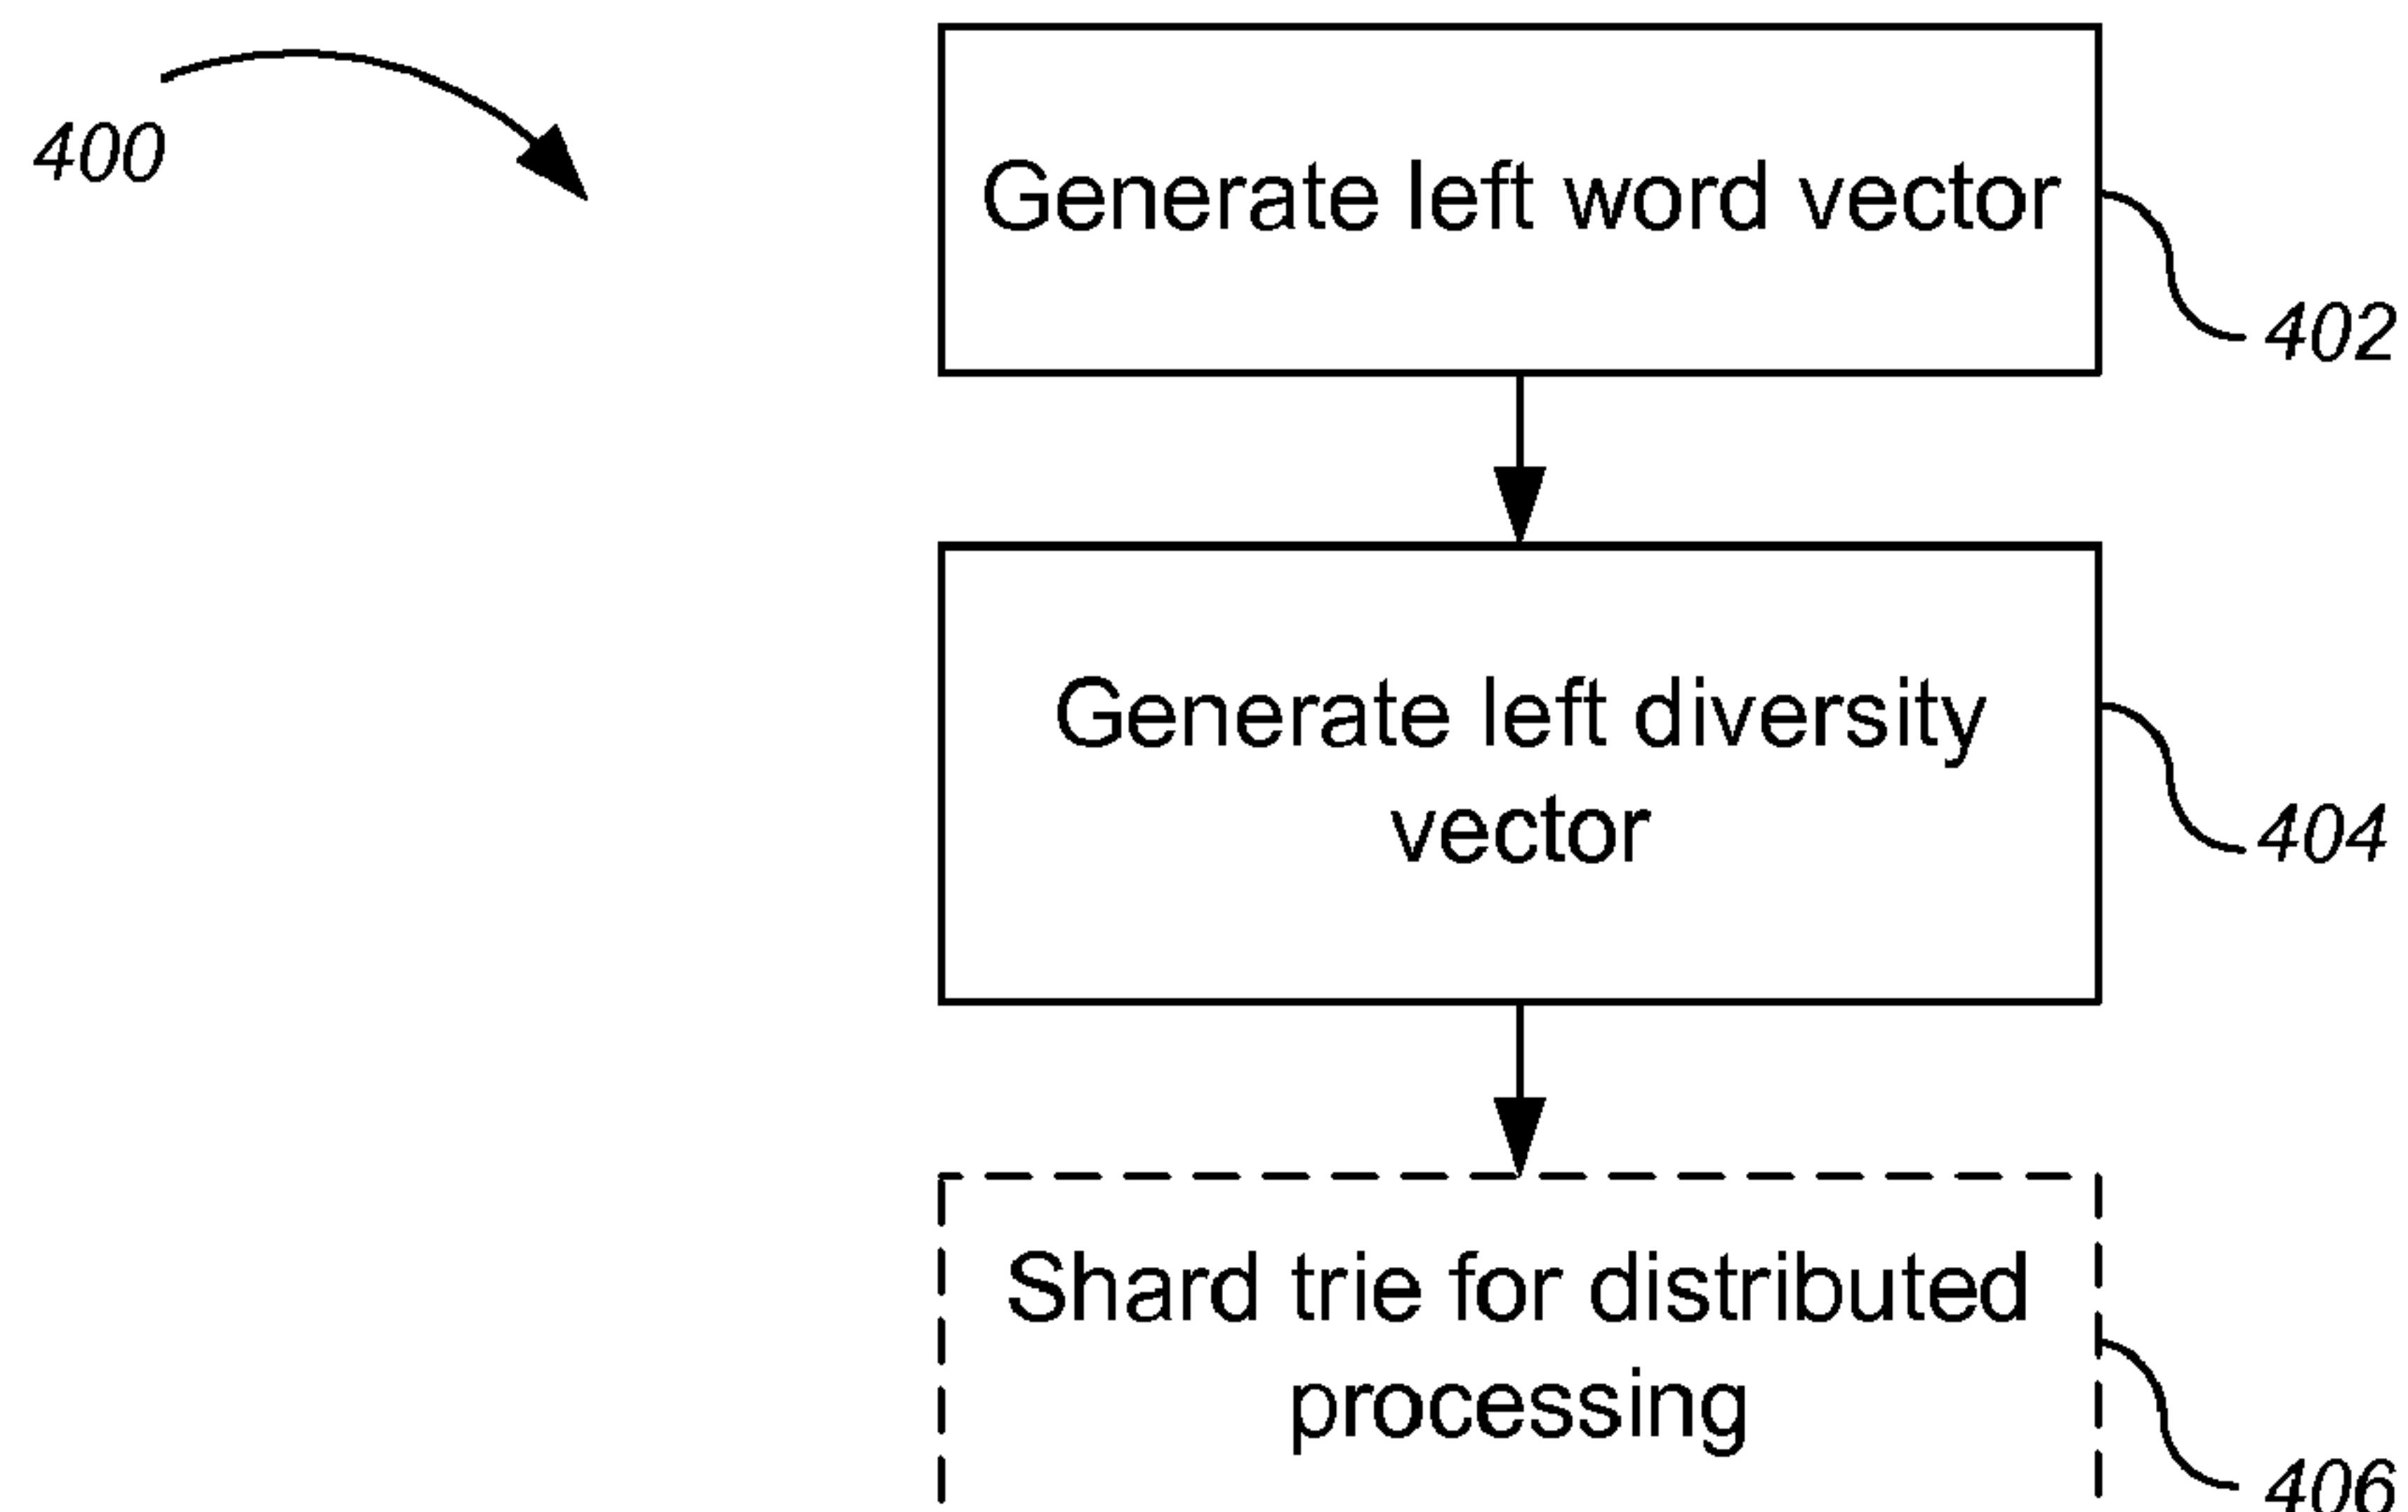 400
Generate left word vector
402
Generate left diversity
vector
404
Shard trie for distributed
processing
406